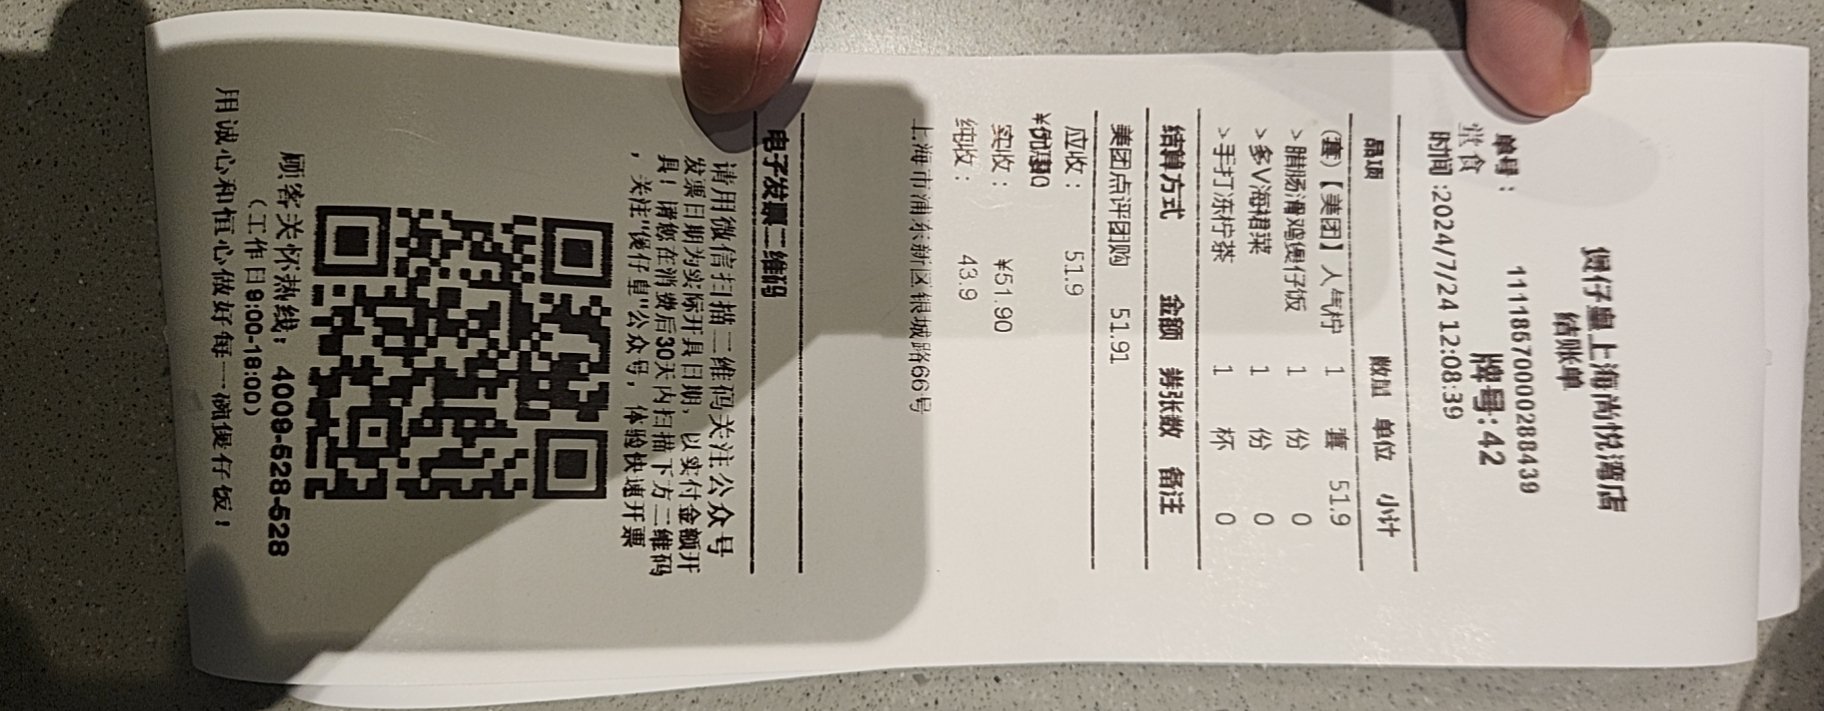 煲仔皇上海尚悦湾店
结账单
单号： 111186700002884​39
堂食 牌号:42
时间:2024/7/24 12:08:39
品项 数量 单位 小计
(套)【美团】人气柠 1 套 51.9
>腊肠滑鸡煲仔饭 1 份 0
>多V海裙菜 1 份 0
>手打冻柠茶 1 杯 0
结算方式 金额 券张数 备注
美团点评团购 51.9 1
应收： 51.9
实收： ¥51.90
纯收： 43.9
上海市浦东新区银城路66号
电子发票二维码
请用微信扫描二维码关注公众号
发票日期为实际开具日期，以实付金额开
具！请您在消费后30天内扫描下方二维码
，关注"煲仔皇"公众号，体验快速开票
顾客关怀热线：4008-628-528
（工作日9:00-18:00）
用诚心和恒心做好每一碗煲仔饭！